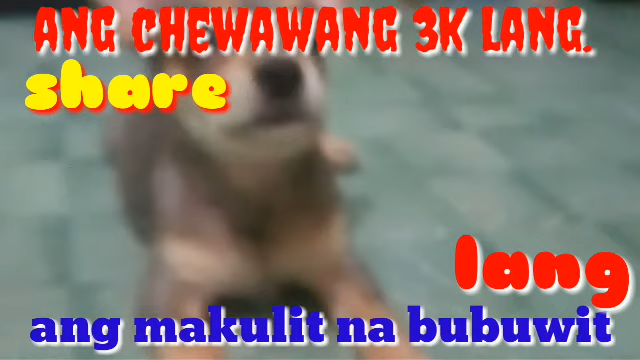 ANG CHEWAWANG 3K LANG.
share
lang
ang makulit na bubuwit